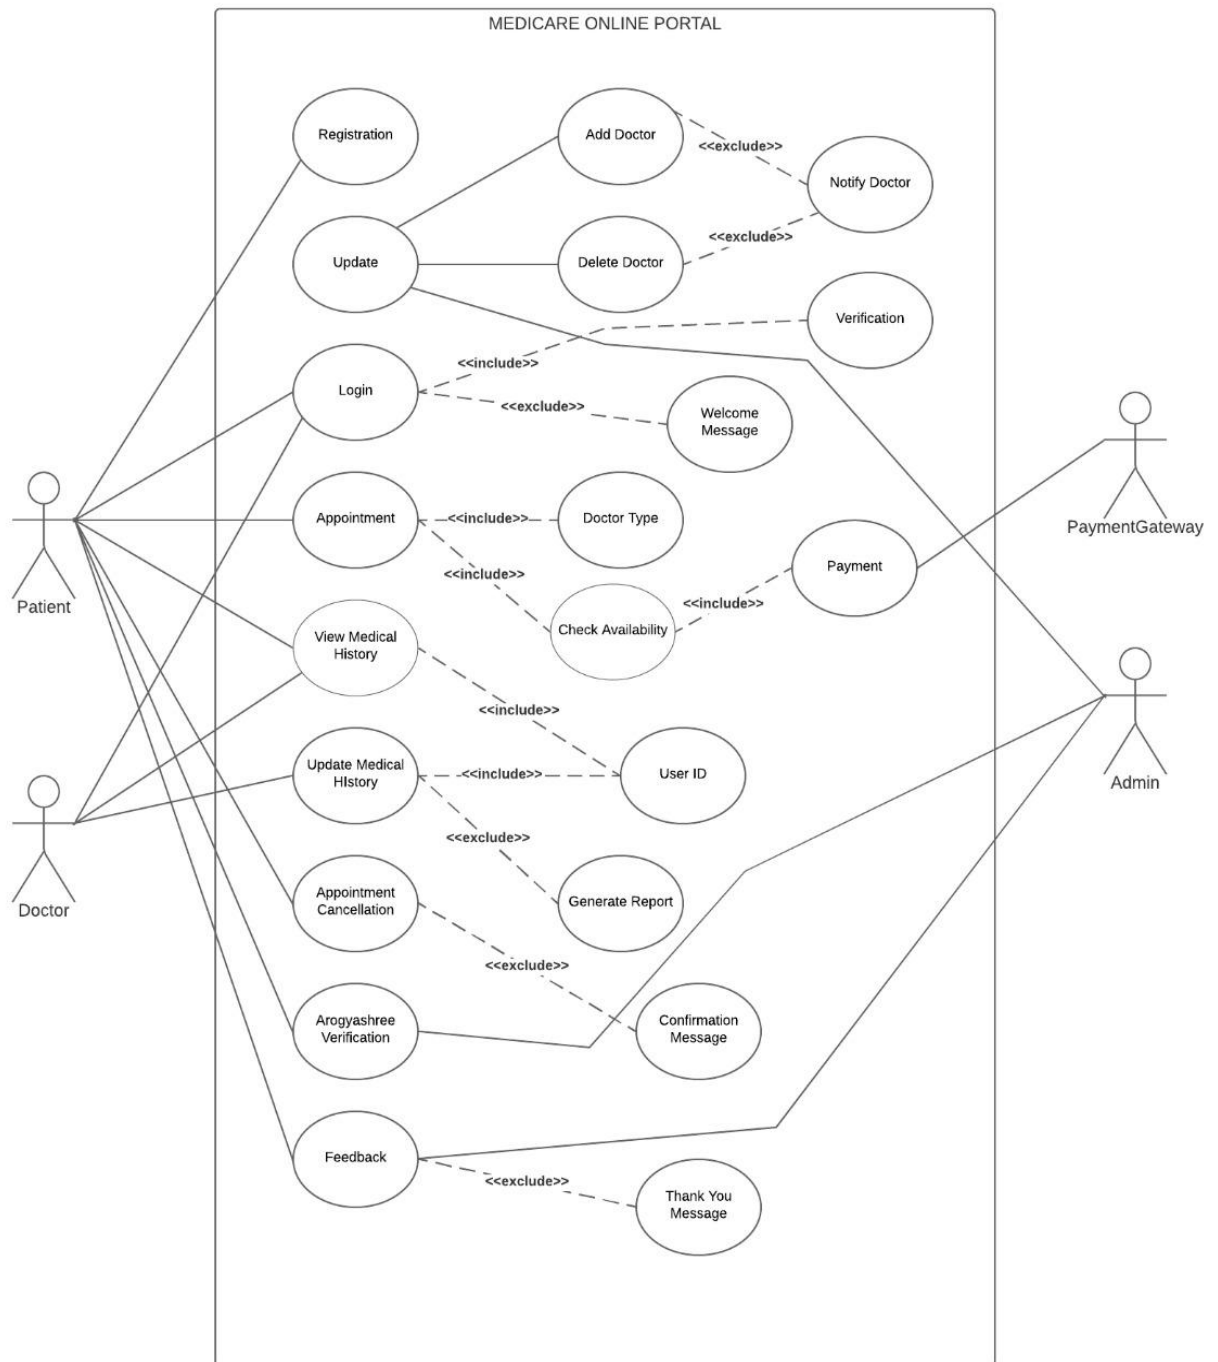 MEDICARE ONLINE PORTAL
Registration
Add Doctor
<<exclude>>
Notify Doctor
<<exclude>>
Update
Delete Doctor
Verification
<<include>>
Login
<<exclude>>
Welcome
Message
Appointment
<<include>>
Doctor Type
PaymentGateway
Payment
<<include>>
<<include>>
Patient
Check Availability
View Medical
History
<<include>>
Update Medical
HIstory
<<include>>
User ID
Admin
<<exclude>>
Doctor
Appointment
Cancellation
Generate Report
<<exclude>>
Arogyashree
Verification
Confirmation
Message
Feedback
<<exclude>>
Thank You
Message